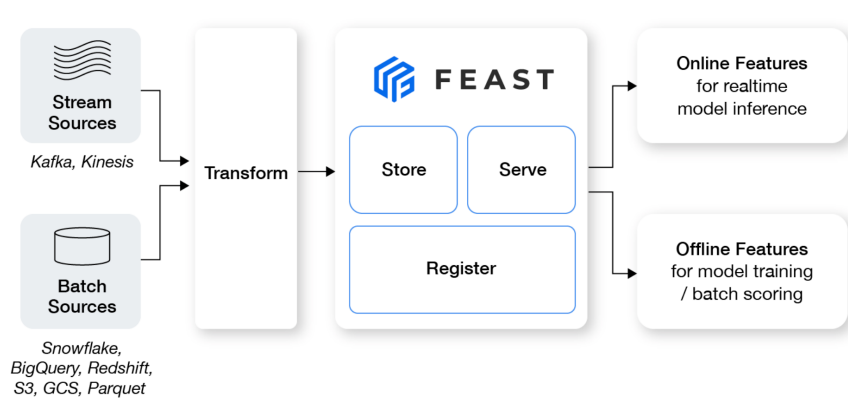 Stream
Sources
Kafka, Kinesis
Batch
Sources
Snowflake,
BigQuery, Redshift,
S3, GCS, Parquet
Transform
FEAST
Store
Serve
Register
Online Features
for realtime
model inference
Offline Features
for model training
/ batch scoring